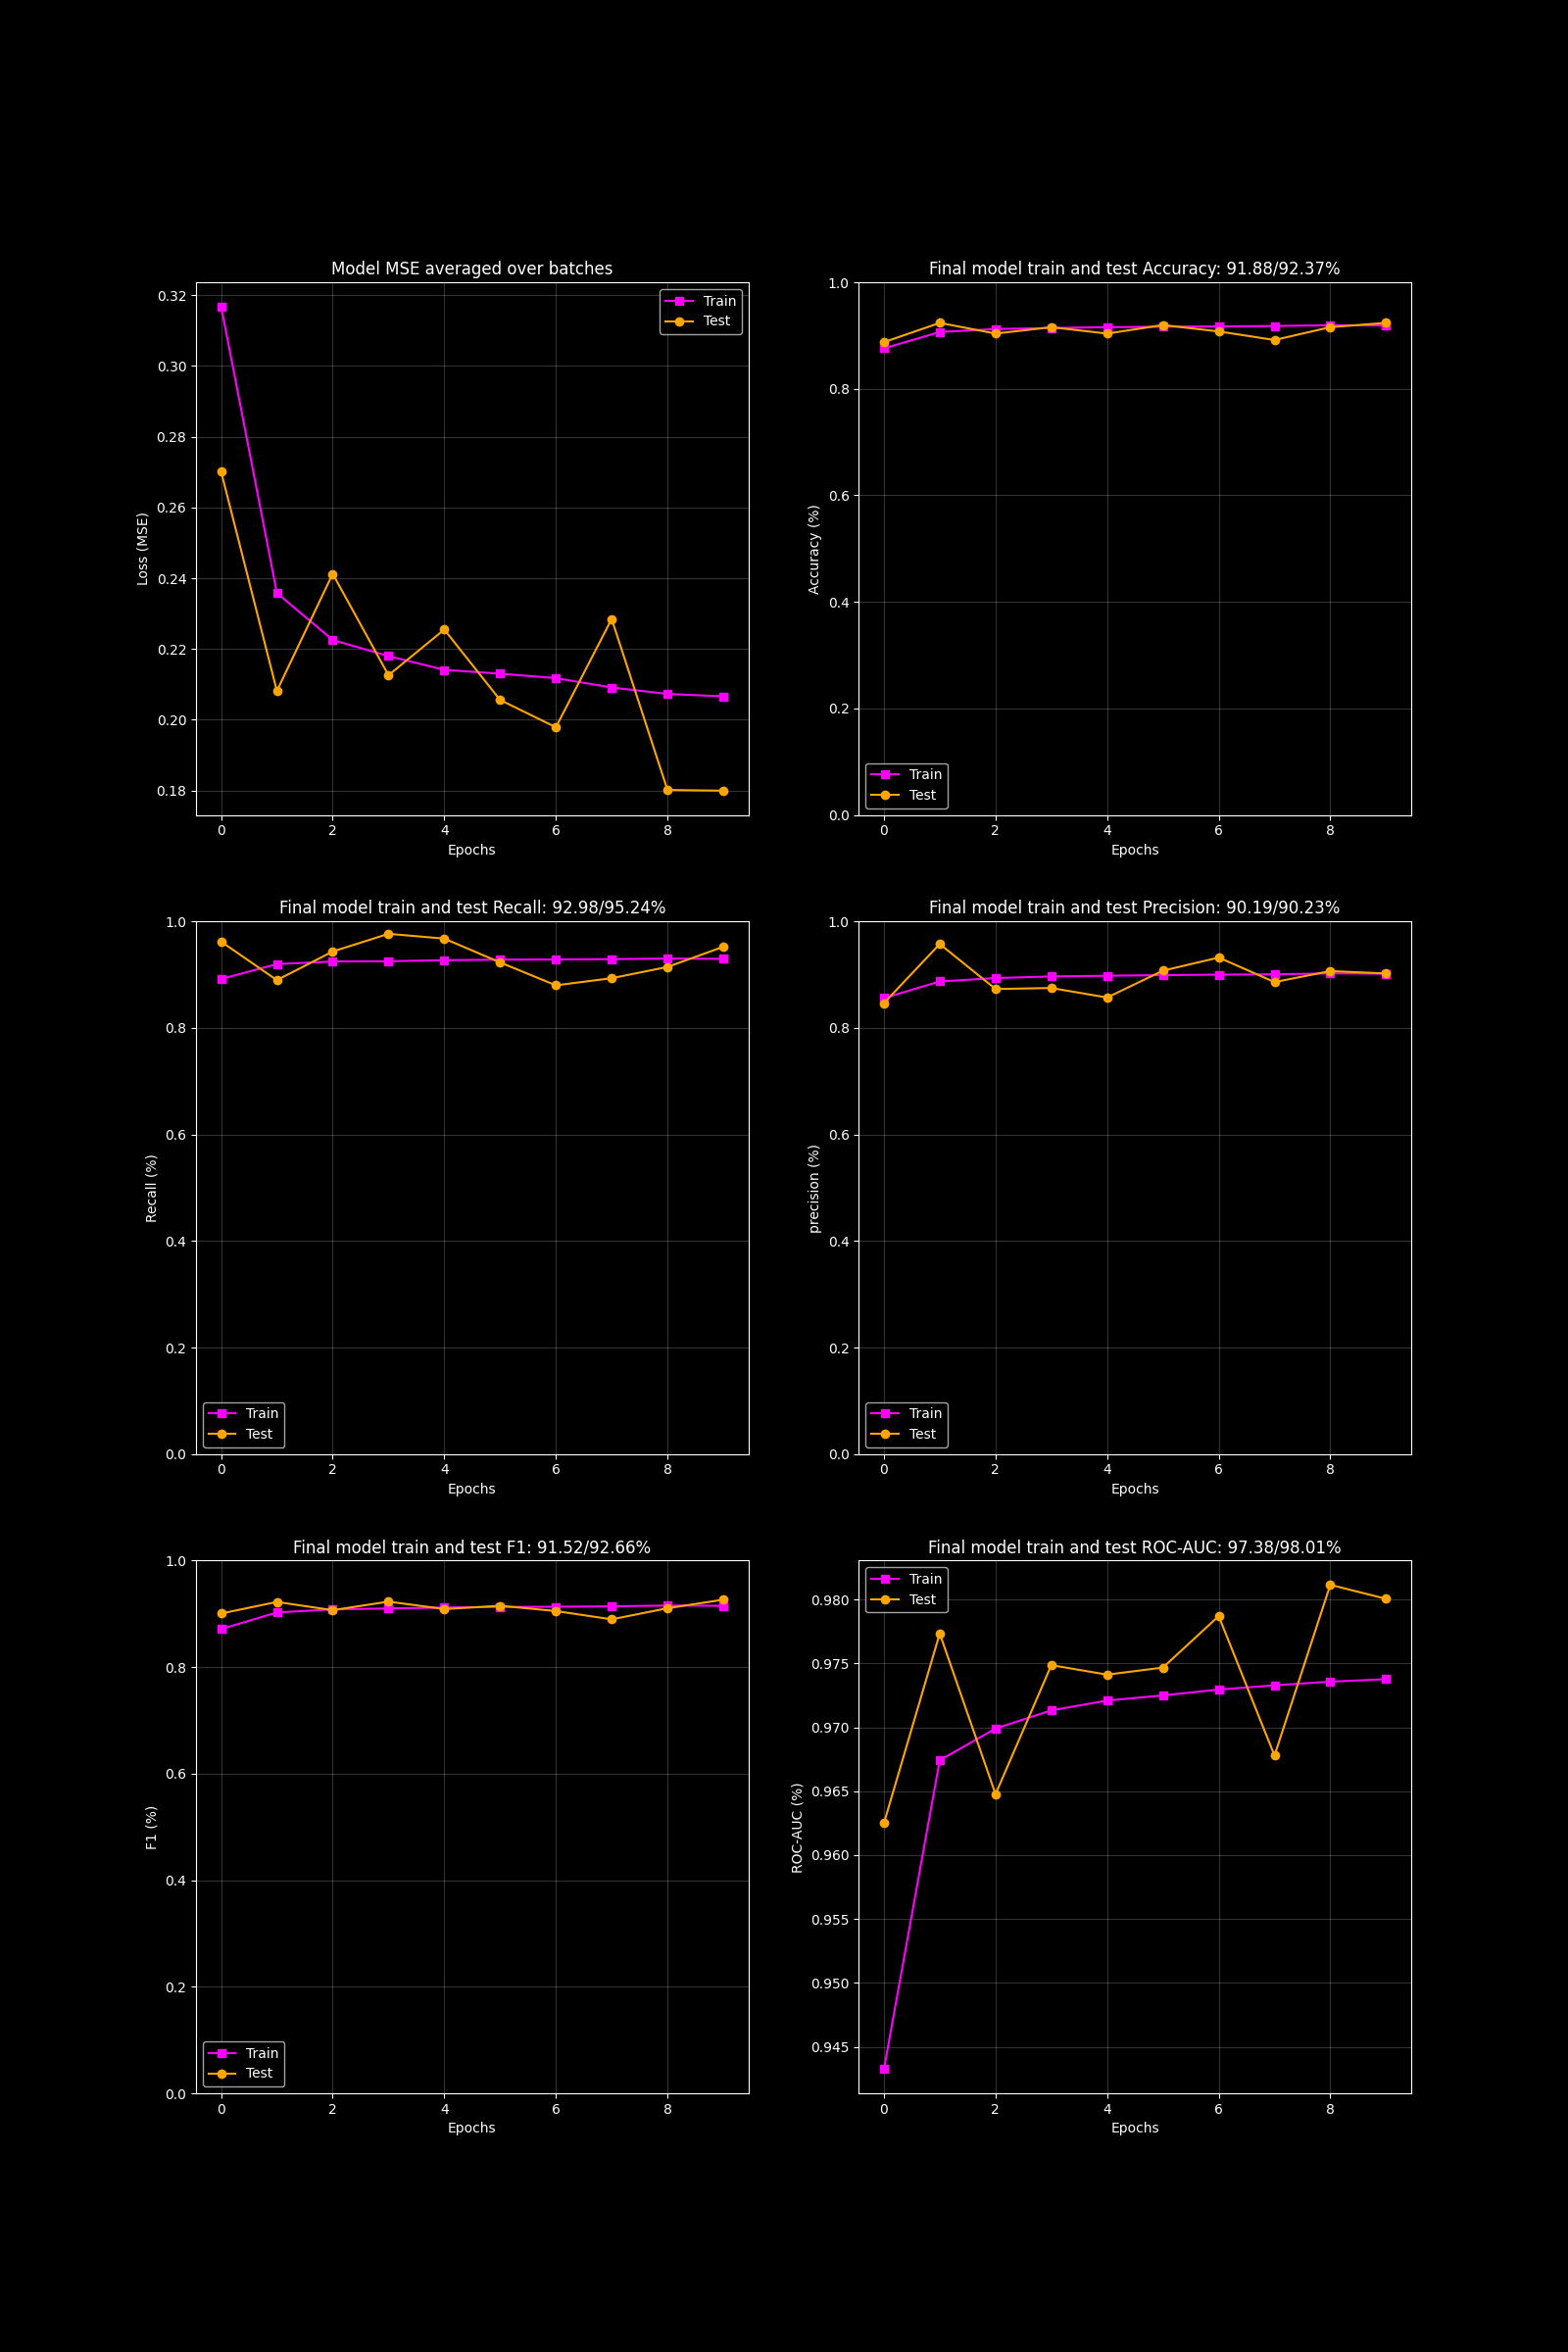 Model MSE averaged over batches
0.32
0.30
0.28
0.26
0.24
0.22
0.20
0.18
Loss (MSE)
Train
Test
0 2 4 6 8
Epochs
Final model train and test Accuracy: 91.88/92.37%
1.0
0.8
0.6
0.4
0.2
0.0
Accuracy (%)
Train
Test
0 2 4 6 8
Epochs
Final model train and test Recall: 92.98/95.24%
1.0
0.8
0.6
0.4
0.2
0.0
Recall (%)
Train
Test
0 2 4 6 8
Epochs
Final model train and test Precision: 90.19/90.23%
1.0
0.8
0.6
0.4
0.2
0.0
precision (%)
Train
Test
0 2 4 6 8
Epochs
Final model train and test F1: 91.52/92.66%
1.0
0.8
0.6
0.4
0.2
0.0
F1 (%)
Train
Test
0 2 4 6 8
Epochs
Final model train and test ROC-AUC: 97.38/98.01%
Train
Test
0.980
0.975
0.970
0.965
0.960
0.955
0.950
0.945
ROC-AUC (%)
0 2 4 6 8
Epochs